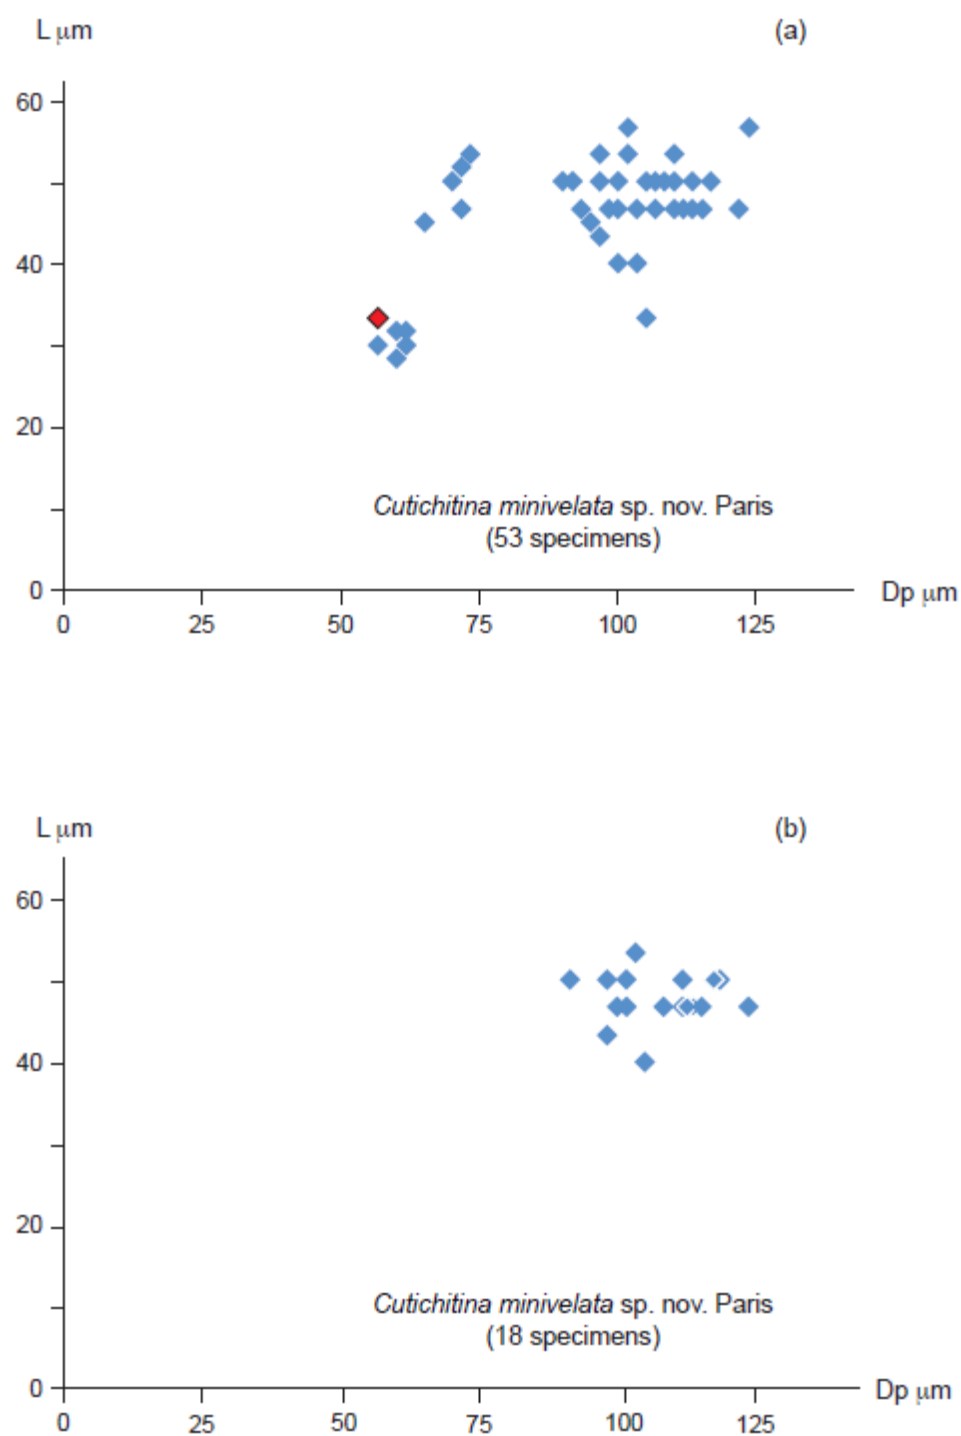 L μm
(a)
60
40
20
Cutichitina minivelata sp. nov. Paris
(53 specimens)
0
Dp μm
0 25 50 75 100 125
L μm
(b)
60
40
20
Cutichitina minivelata sp. nov. Paris
(18 specimens)
0
Dp μm
0 25 50 75 100 125